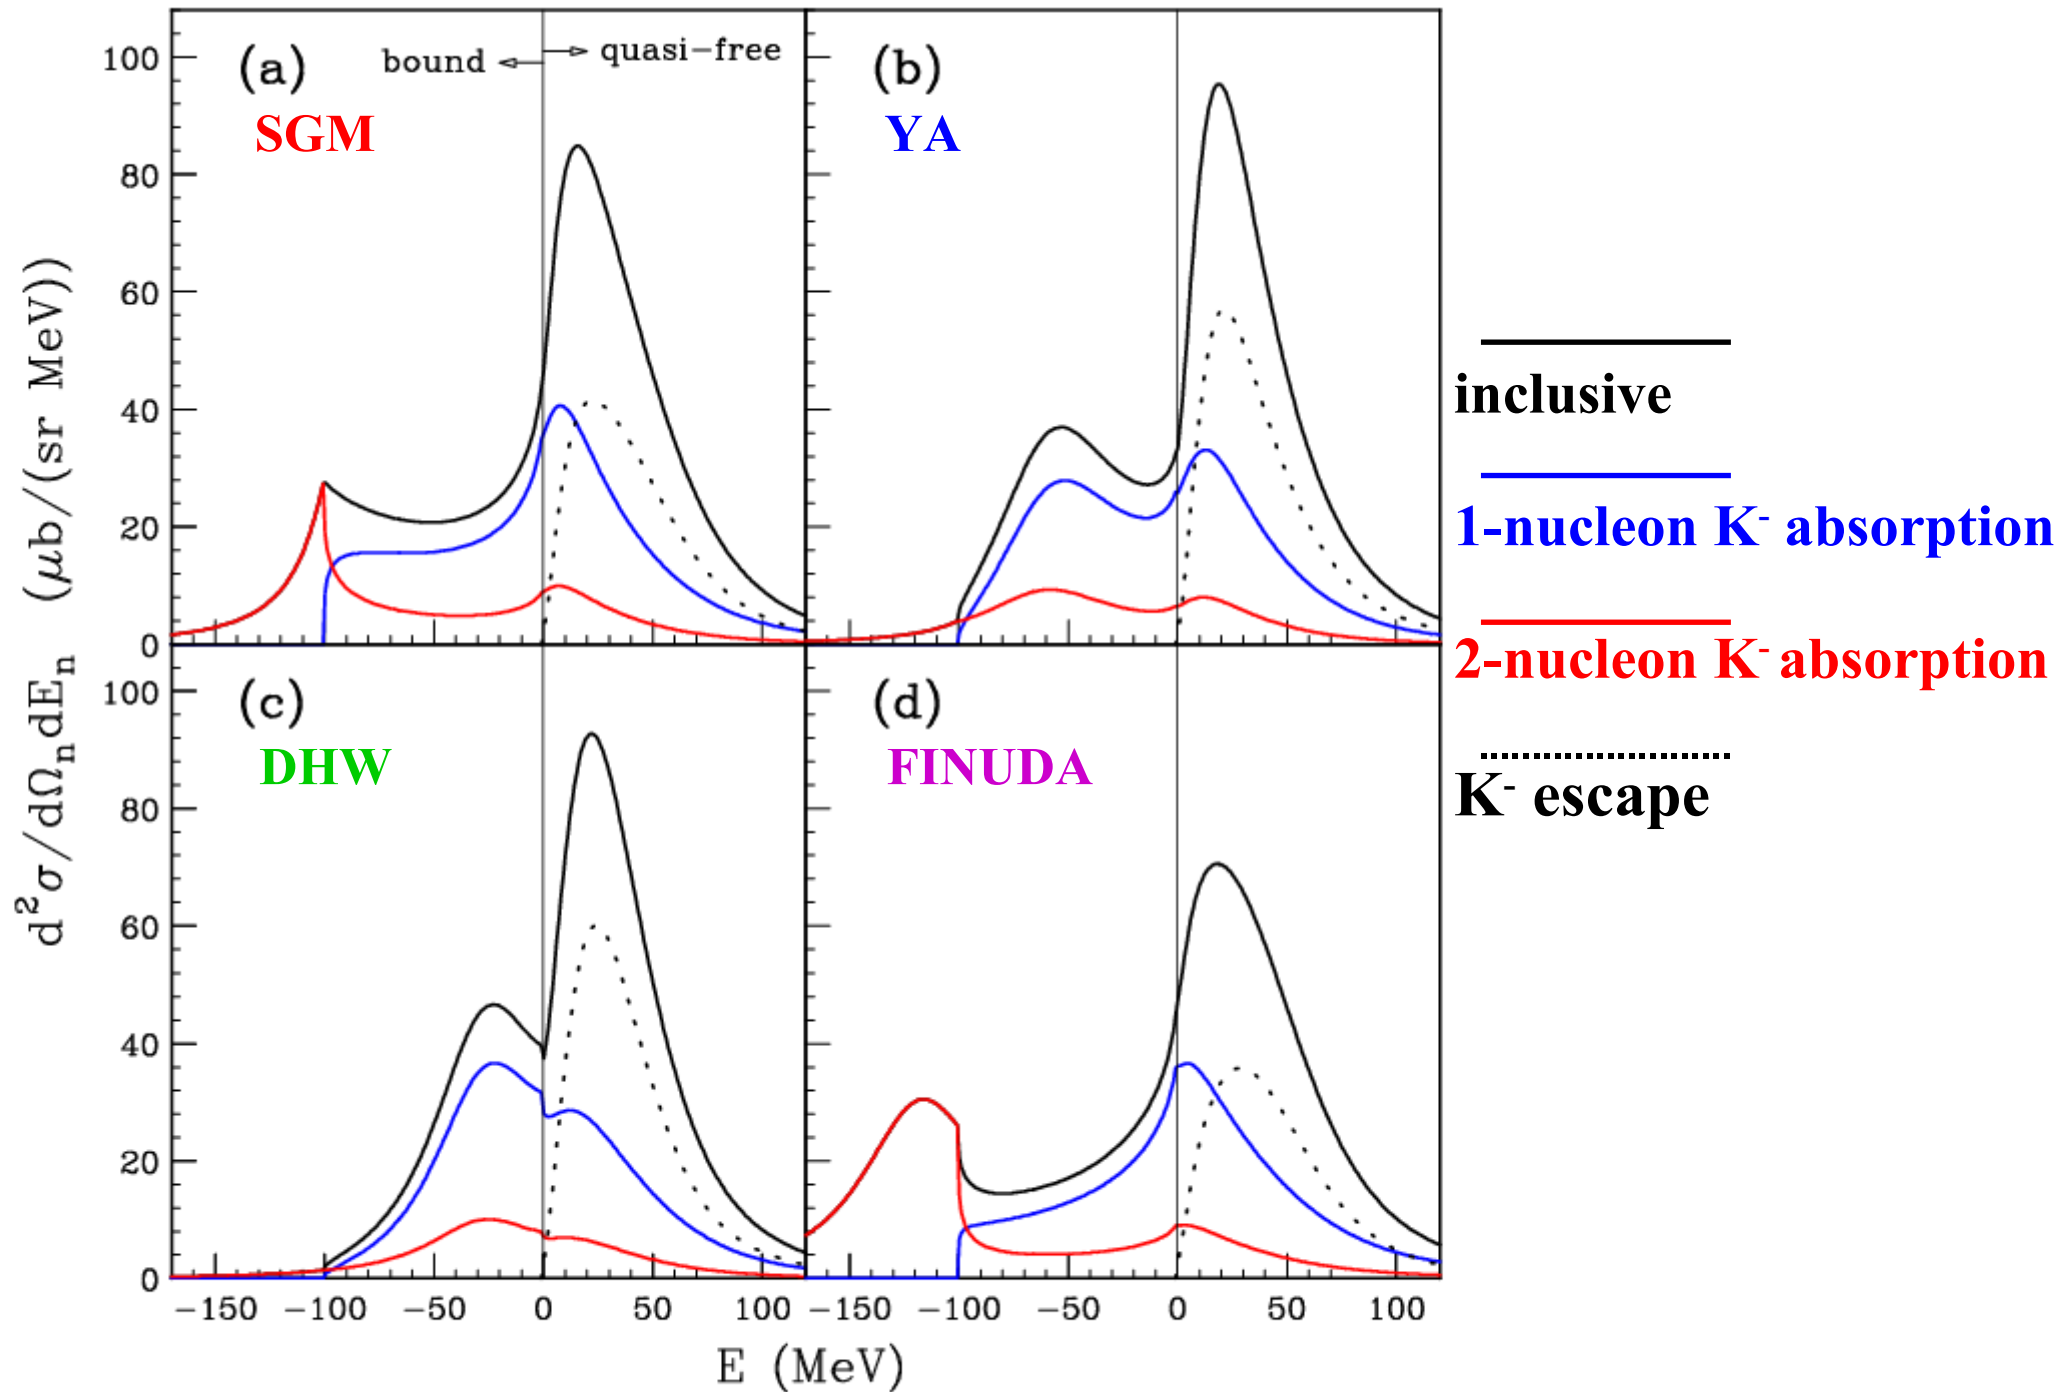 d²σ/dΩₙdEₙ (μb/(sr MeV))
100
80
60
40
20
0
(a)
SGM
bound
quasi-free
(b)
YA
100
80
60
40
20
0
(c)
DHW
(d)
FINUDA
−150 −100 −50 0 50 100
−150 −100 −50 0 50 100
E (MeV)
inclusive
1-nucleon K⁻ absorption
2-nucleon K⁻ absorption
K⁻ escape